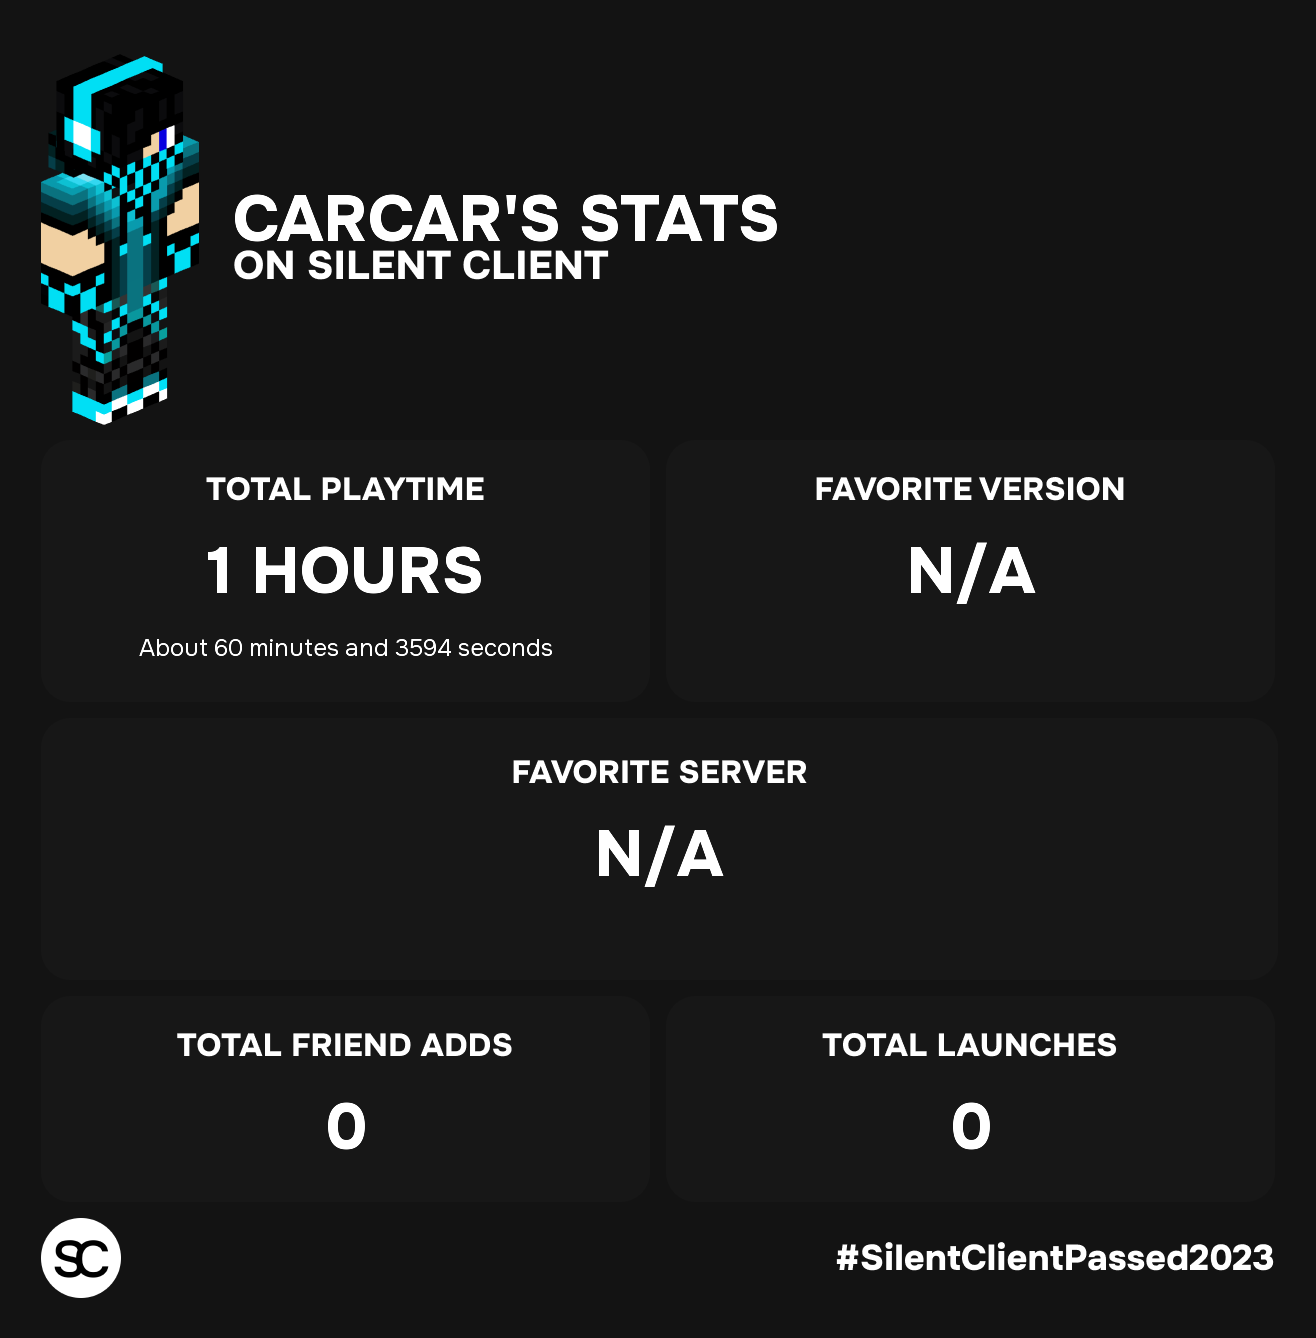 CARCAR'S STATS
ON SILENT CLIENT
TOTAL PLAYTIME
1 HOURS
About 60 minutes and 3594 seconds
FAVORITE VERSION
N/A
FAVORITE SERVER
N/A
TOTAL FRIEND ADDS
0
TOTAL LAUNCHES
0
SC
#SilentClientPassed2023